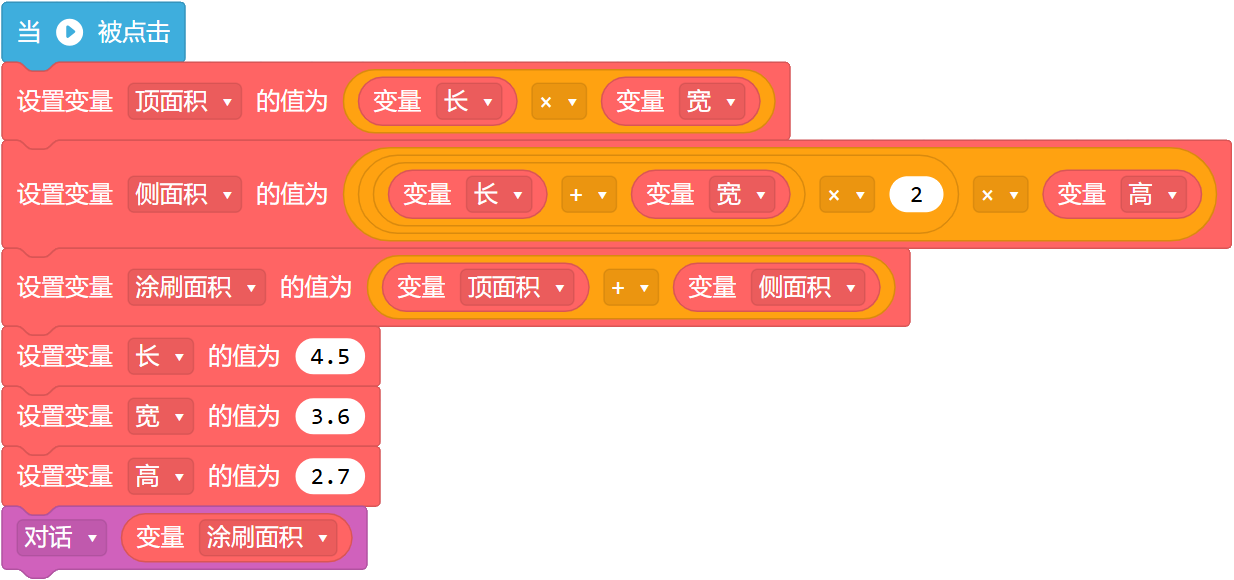 当 被点击
设置变量 顶面积 的值为 变量 长 × 变量 宽
设置变量 侧面积 的值为 变量 长 + 变量 宽 × 2 × 变量 高
设置变量 涂刷面积 的值为 变量 顶面积 + 变量 侧面积
设置变量 长 的值为 4.5
设置变量 宽 的值为 3.6
设置变量 高 的值为 2.7
对话 变量 涂刷面积